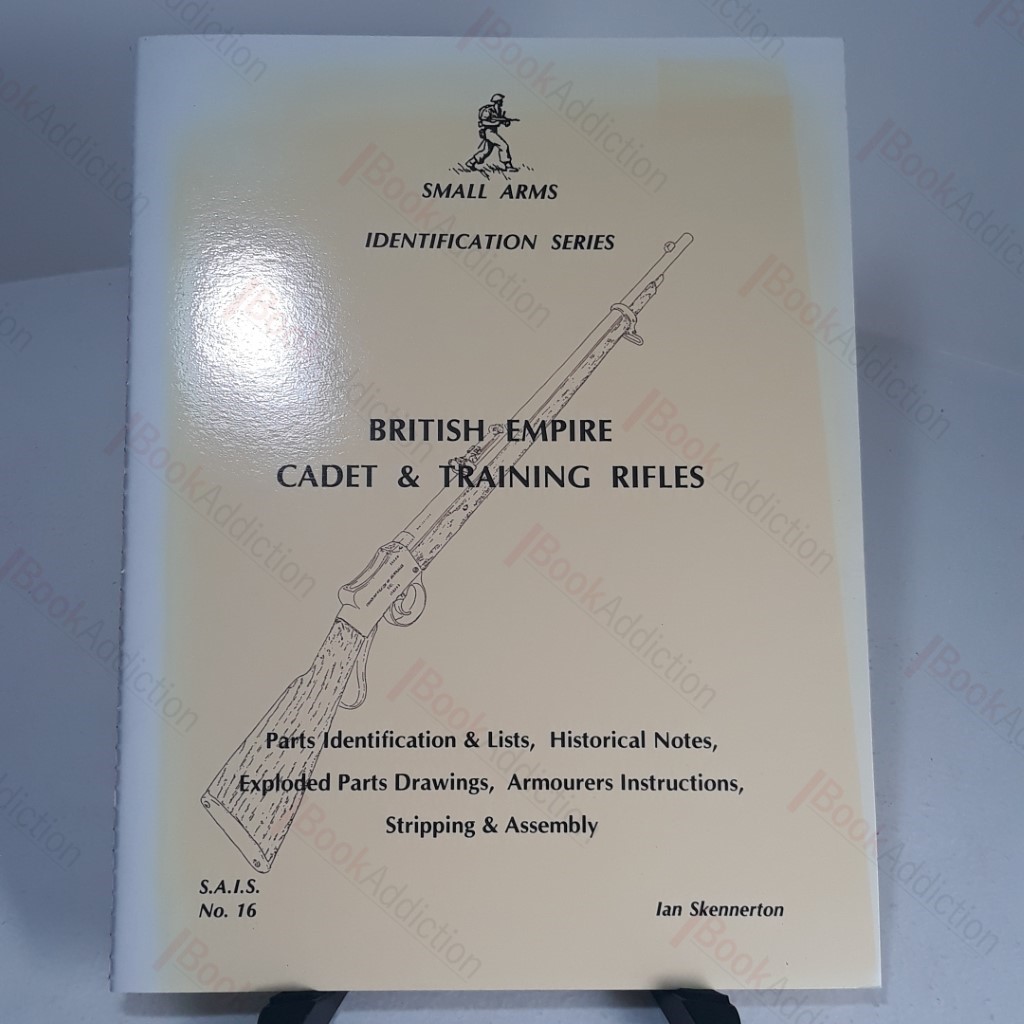 SMALL ARMS
IDENTIFICATION SERIES
BRITISH EMPIRE
CADET & TRAINING RIFLES
Parts Identification & Lists, Historical Notes,
Exploded Parts Drawings, Armourers Instructions,
Stripping & Assembly
S.A.I.S.
No. 16
Ian Skennerton
BookAddiction